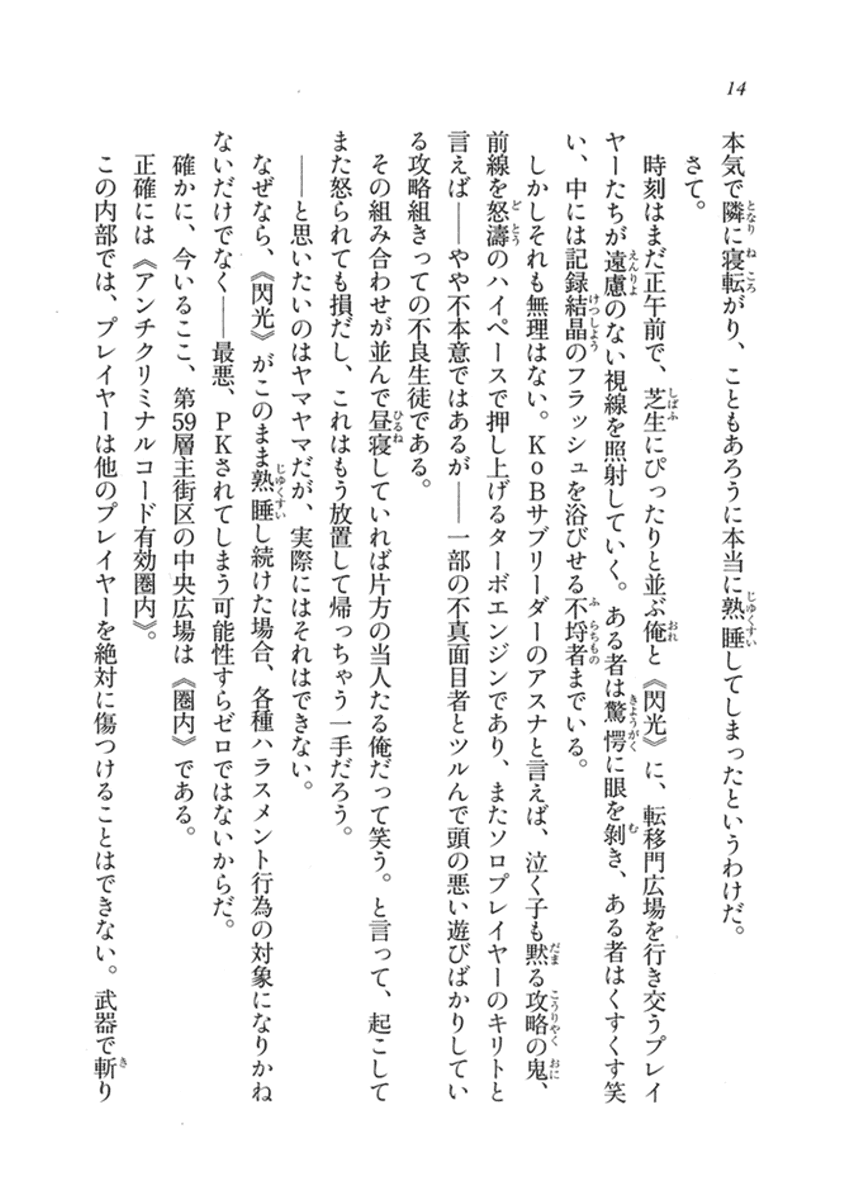 14
本気で隣に寝転がり、こともあろうに本当に熟睡してしまったというわけだ。
さて。
時刻はまだ正午前で、芝生にぴったりと並ぶ俺と《閃光》に、転移門広場を行き交うプレイ
ヤーたちが遠慮のない視線を照射していく。ある者は驚愕に眼を剝き、ある者はくすくす笑
い、中には記録結晶のフラッシュを浴びせる不埒者までいる。
しかしそれも無理はない。KoBサブリーダーのアスナと言えば、泣く子も黙る攻略の鬼、
前線を怒濤のハイペースで押し上げるターボエンジンであり、またソロプレイヤーのキリトと
言えば――やや不本意ではあるが――一部の不真面目者とツルんで頭の悪い遊びばかりしてい
る攻略組きっての不良生徒である。
その組み合わせが並んで昼寝していれば片方の当人たる俺だって笑う。と言って、起こして
また怒られても損だし、これはもう放置して帰っちゃう一手だろう。
――と思いたいのはヤマヤマだが、実際にはそれはできない。
なぜなら、《閃光》がこのまま熟睡し続けた場合、各種ハラスメント行為の対象になりかね
ないだけでなく――最悪、PKされてしまう可能性すらゼロではないからだ。
確かに、今いるここ、第59層主街区の中央広場は《圏内》である。
正確には《アンチクリミナルコード有効圏内》。
この内部では、プレイヤーは他のプレイヤーを絶対に傷つけることはできない。武器で斬り